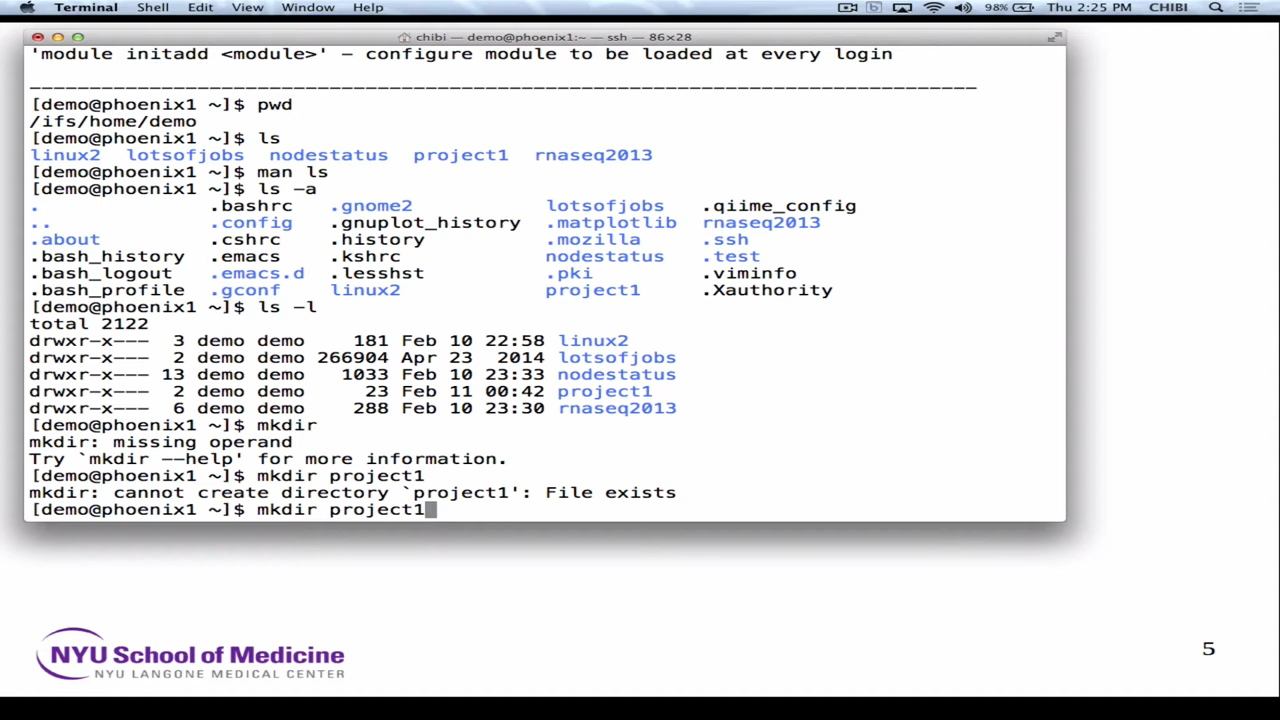 Terminal Shell Edit View Window Help 98% Thu 2:25 PM CHIBI
chibi — demo@phoenix1:~ — ssh — 86×28
'module initadd <module>' – configure module to be loaded at every login
_______________________________________________________________________________
[demo@phoenix1 ~]$ pwd
/ifs/home/demo
[demo@phoenix1 ~]$ ls
linux2  lotsofjobs  nodestatus  project1  rnaseq2013
[demo@phoenix1 ~]$ man ls
[demo@phoenix1 ~]$ ls -a
.              .bashrc   .gnome2           lotsofjobs   .qiime_config
..             .config   .gnuplot_history  .matplotlib  rnaseq2013
.about         .cshrc    .history          .mozilla     .ssh
.bash_history  .emacs    .kshrc            nodestatus   .test
.bash_logout   .emacs.d  .lesshst          .pki         .viminfo
.bash_profile  .gconf    linux2            project1     .Xauthority
[demo@phoenix1 ~]$ ls -l
total 2122
drwxr-x---  3 demo demo    181 Feb 10 22:58 linux2
drwxr-x---  2 demo demo 266904 Apr 23  2014 lotsofjobs
drwxr-x--- 13 demo demo   1033 Feb 10 23:33 nodestatus
drwxr-x---  2 demo demo     23 Feb 11 00:42 project1
drwxr-x---  6 demo demo    288 Feb 10 23:30 rnaseq2013
[demo@phoenix1 ~]$ mkdir
mkdir: missing operand
Try `mkdir --help' for more information.
[demo@phoenix1 ~]$ mkdir project1
mkdir: cannot create directory `project1': File exists
[demo@phoenix1 ~]$ mkdir project1
NYU School of Medicine
NYU LANGONE MEDICAL CENTER
5